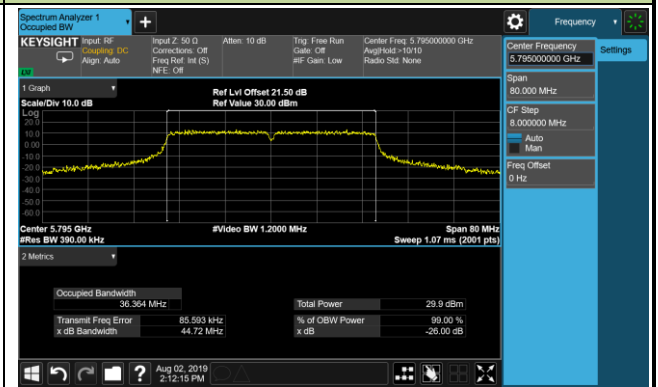 Spectrum Analyzer 1
Occupied BW
+
Frequency
KEYSIGHT Input: RF
Coupling: DC
Align: Auto
Input Z: 50 Ω
Corrections: Off
Freq Ref: Int (S)
NFE: Off
Atten: 10 dB
Trig: Free Run
Gate: Off
#IF Gain: Low
Center Freq: 5.795000000 GHz
Avg|Hold:>10/10
Radio Std: None
LXI
Center Frequency
5.795000000 GHz
Settings
Span
80.000 MHz
CF Step
8.000000 MHz
Auto
Man
Freq Offset
0 Hz
1 Graph
Scale/Div 10.0 dB
Ref Lvl Offset 21.50 dB
Ref Value 30.00 dBm
Log
20.0
10.0
0.00
-10.0
-20.0
-30.0
-40.0
-50.0
-60.0
Center 5.795 GHz
#Res BW 390.00 kHz
#Video BW 1.2000 MHz
Span 80 MHz
Sweep 1.07 ms (2001 pts)
2 Metrics
Occupied Bandwidth
36.364 MHz
Total Power 29.9 dBm
Transmit Freq Error 85.593 kHz
% of OBW Power 99.00 %
x dB Bandwidth 44.72 MHz
x dB -26.00 dB
?
Aug 02, 2019
2:12:15 PM